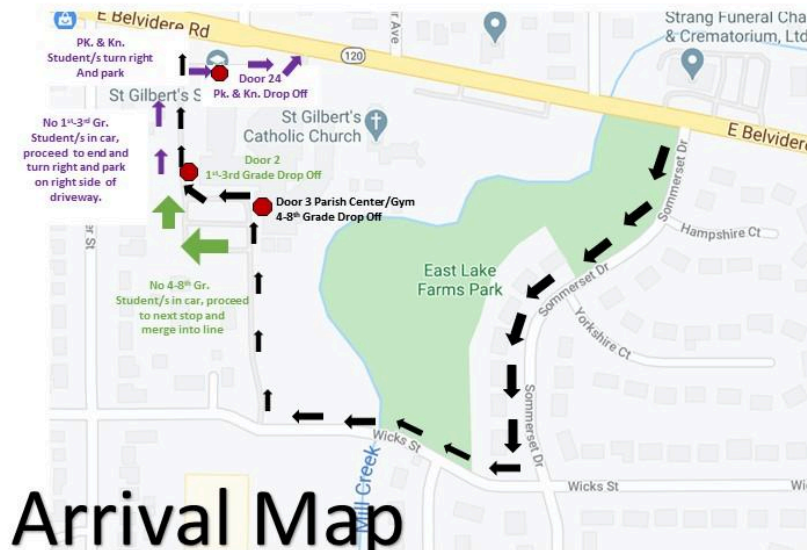 E Belvidere Rd
Strang Funeral Cha
& Crematorium, Ltd
PK. & Kn.
Student/s turn right
And park
120
Door 24
Pk. & Kn. Drop Off
St Gilbert's S
St Gilbert's
Catholic Church
E Belvidere
No 1st-3rd Gr.
Student/s in car,
proceed to end and
turn right and park
on right side of
driveway.
Door 2
1st-3rd Grade Drop Off
Door 3 Parish Center/Gym
4-8th Grade Drop Off
Sommerset Dr
Hampshire Ct
No 4-8th Gr.
Student/s in car, proceed
to next stop and
merge into line
East Lake
Farms Park
Sommerset Dr
Yorkshire Ct
Sommerset Dr
Wicks St
Wicks St
Mill Creek
Arrival Map